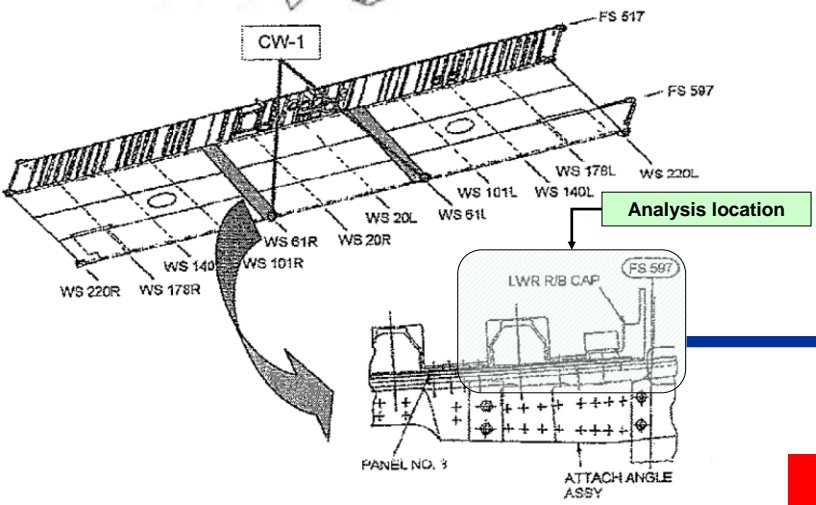 FS 517
CW-1
FS 597
WS 178L
WS 220L
WS 101L
WS 140L
WS 20L
WS 61L
WS 61R
WS 20R
WS 140
WS 101R
WS 220R
WS 178R
Analysis location
FS 597
LWR R/B CAP
PANEL NO. 3
ATTACH ANGLE
ASSY